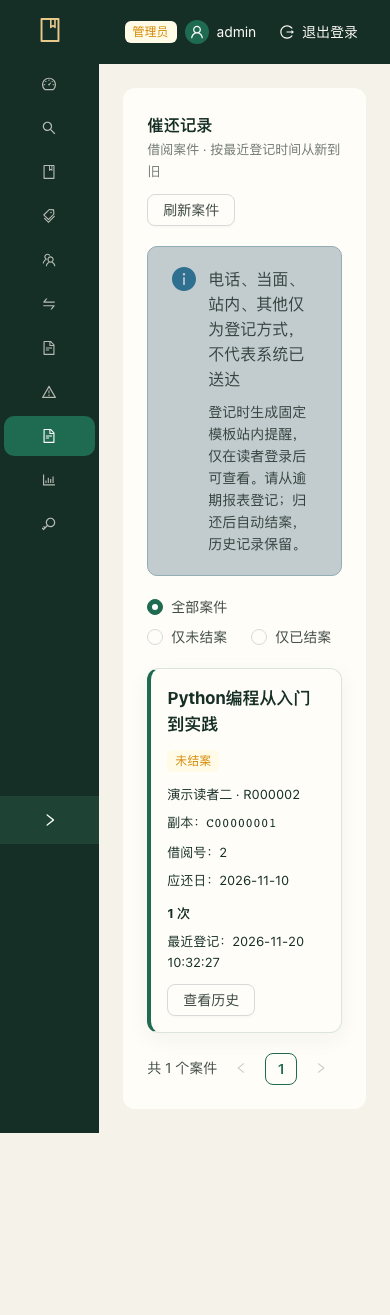 管理员
admin
退出登录
催还记录
借阅案件 · 按最近登记时间从新到
旧
刷新案件
电话、当面、
站内、其他仅
为登记方式，
不代表系统已
送达
登记时生成固定
模板站内提醒，
仅在读者登录后
可查看。请从逾
期报表登记；归
还后自动结案，
历史记录保留。
全部案件
仅未结案
仅已结案
Python编程从入门
到实践
未结案
演示读者二 · R000002
副本：C00000001
借阅号：2
应还日：2026-11-10
1 次
最近登记：2026-11-20
10:32:27
查看历史
共 1 个案件
1